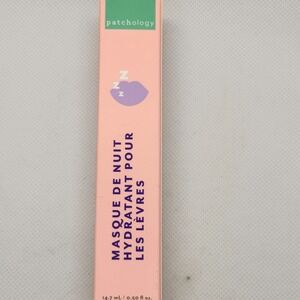 patchology
z
z
z
MASQUE DE NUIT
HYDRATANT POUR
LES LÈVRES
14.7 mL / 0.50 fl oz.